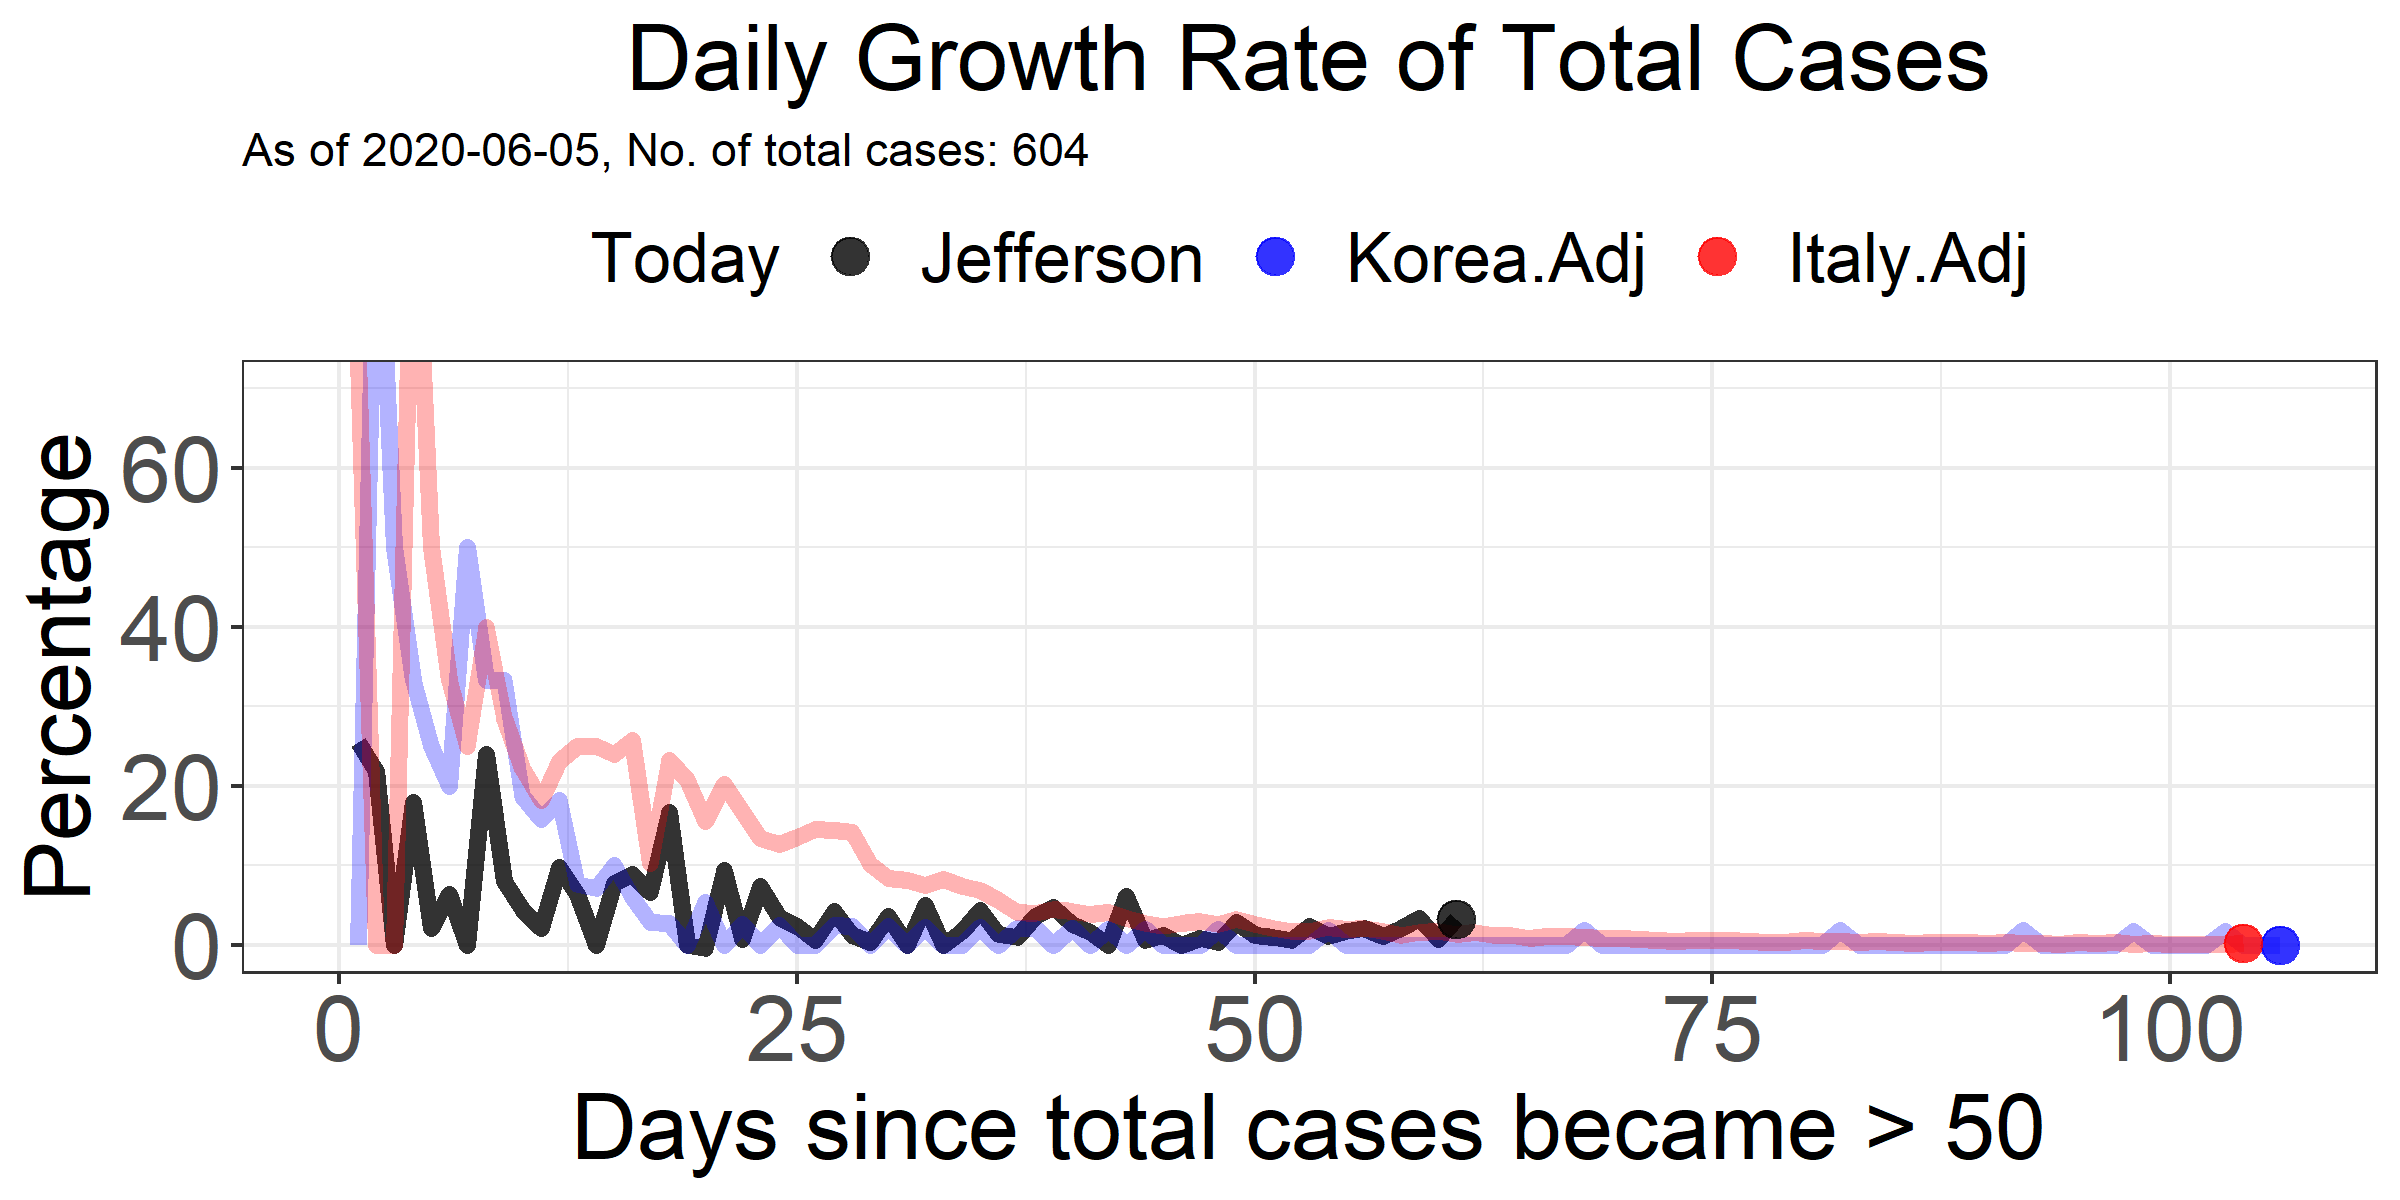 Daily Growth Rate of Total Cases
As of 2020-06-05, No. of total cases: 604
Today Jefferson Korea.Adj Italy.Adj
Percentage
60
40
20
0
0 25 50 75 100
Days since total cases became > 50